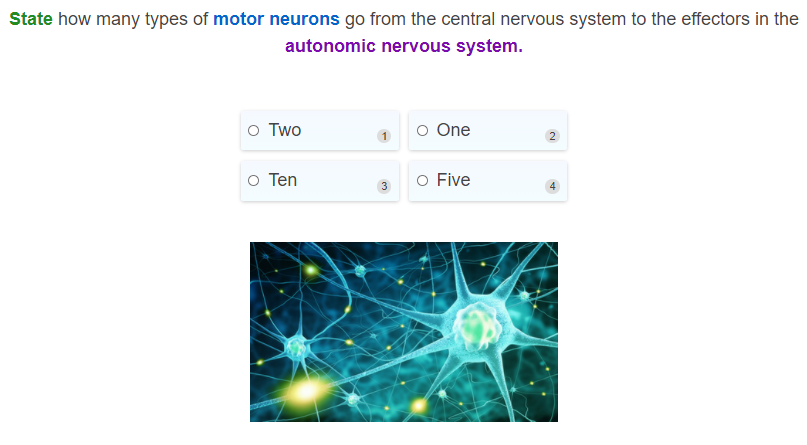 State how many types of motor neurons go from the central nervous system to the effectors in the
autonomic nervous system.
Two 1
One 2
Ten 3
Five 4